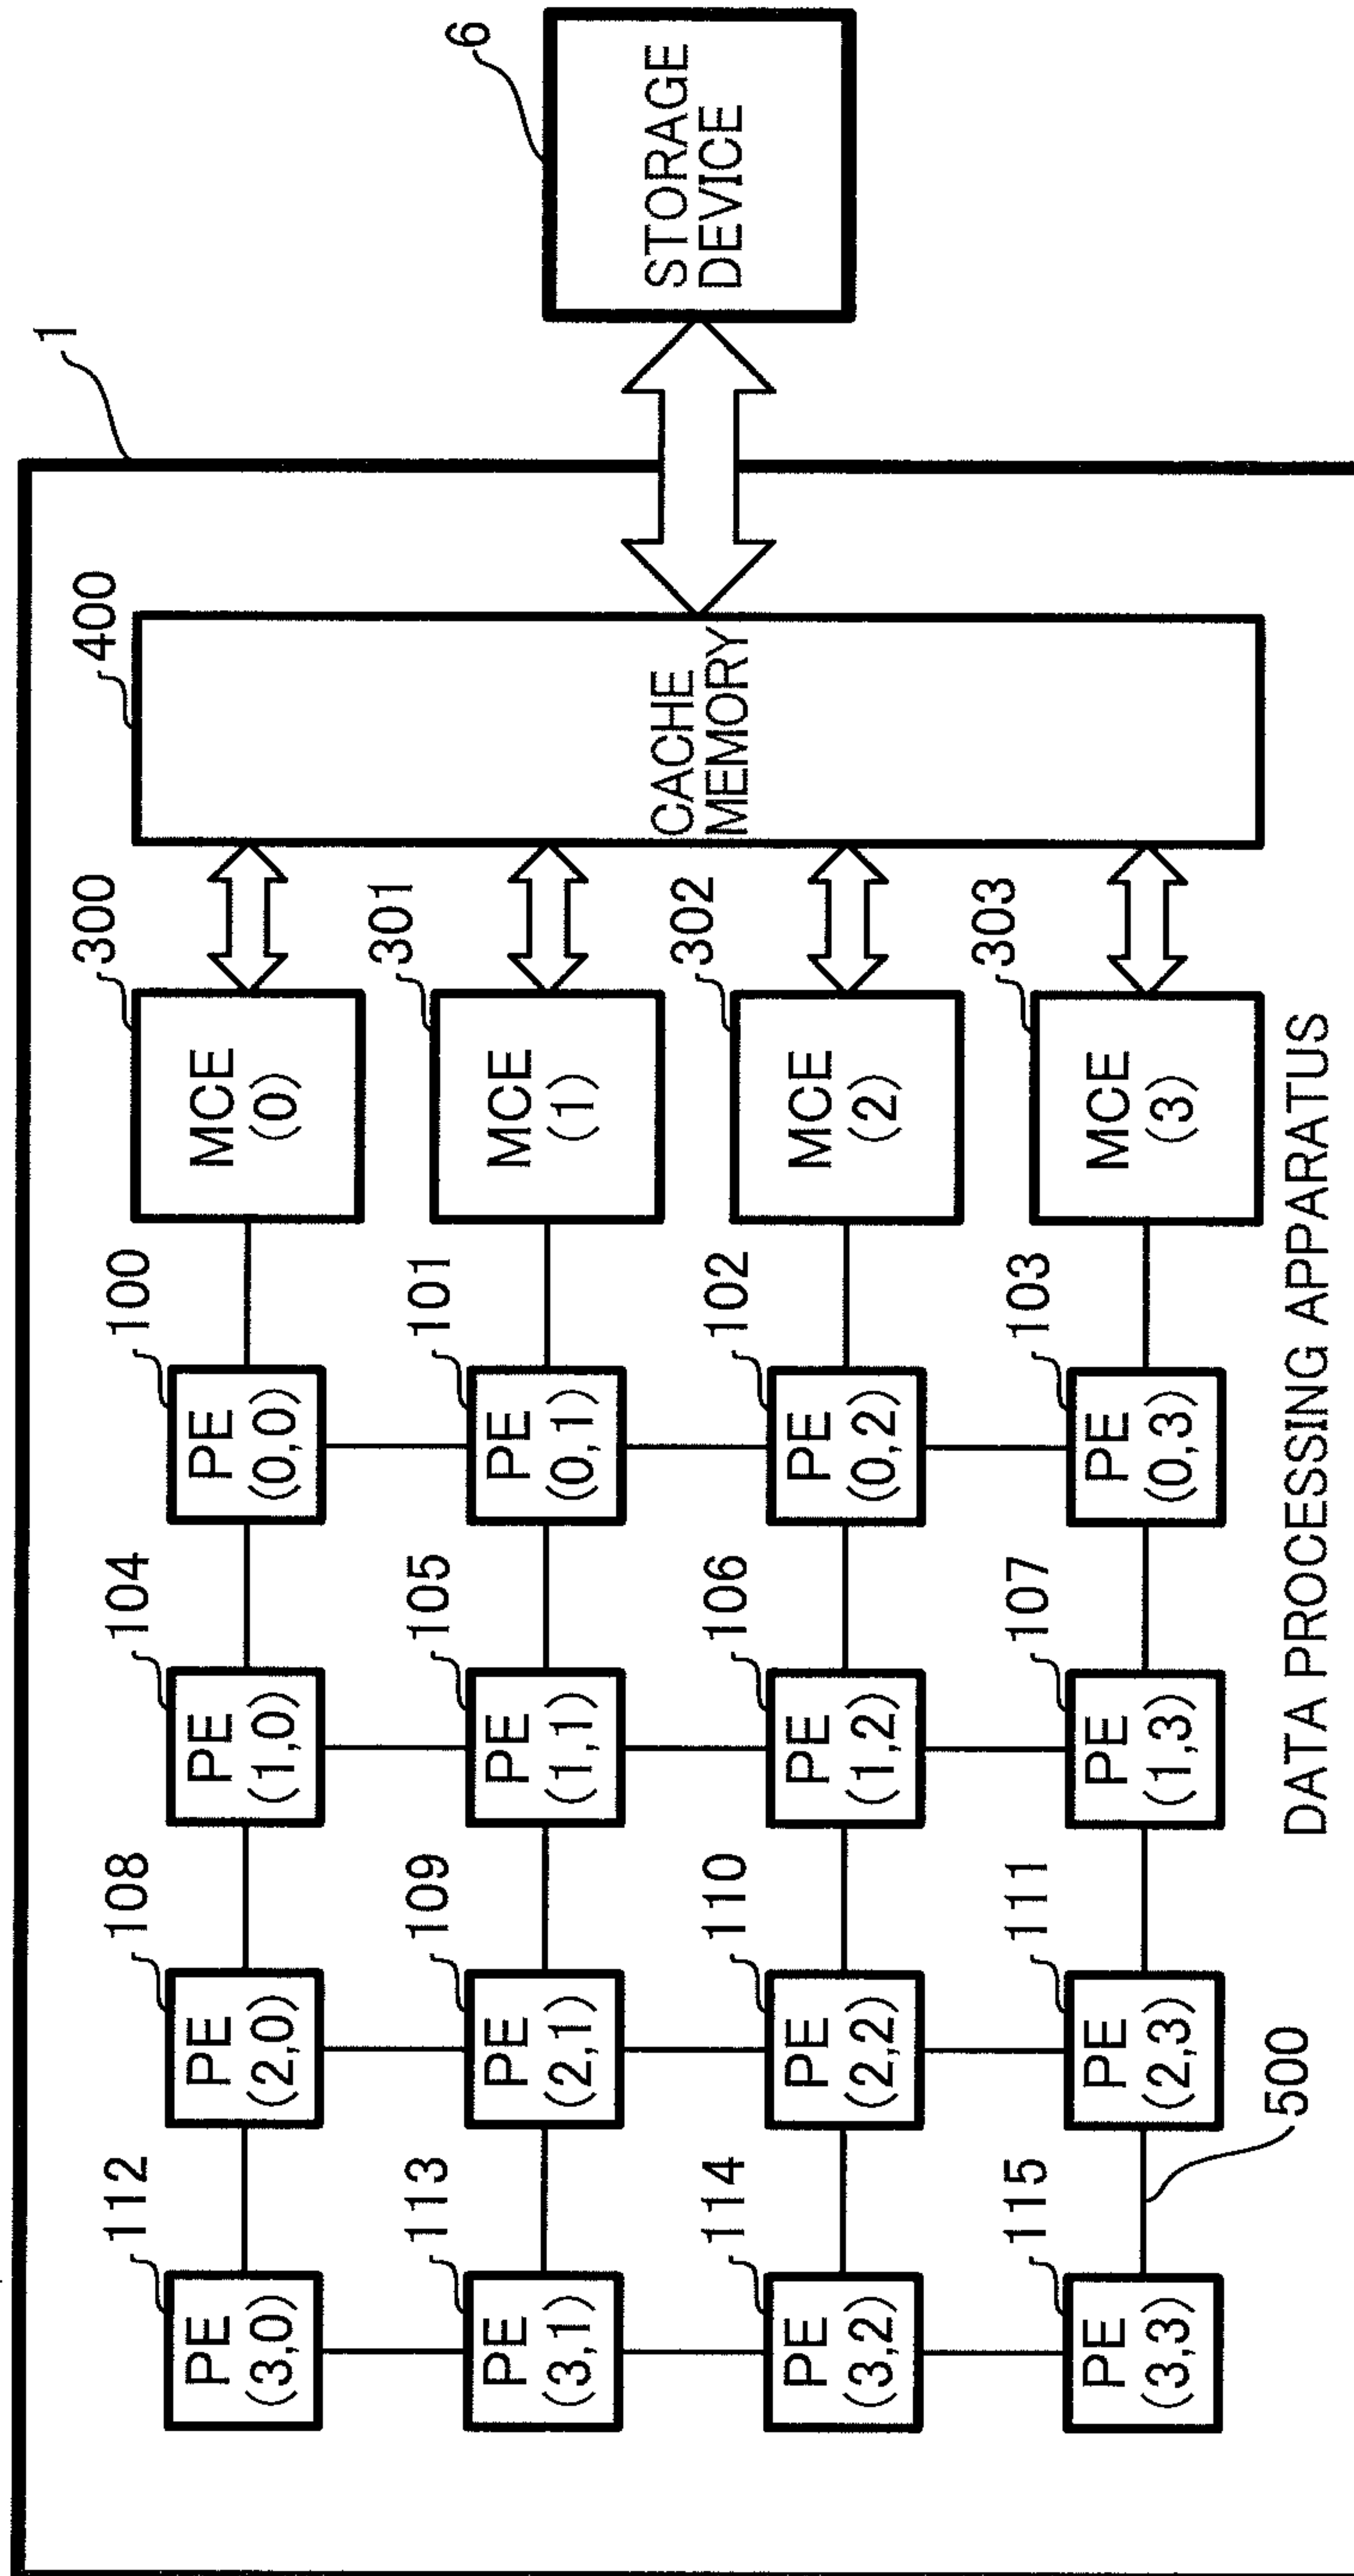 1
112
108
104
100
300
400
PE
(3,0)
PE
(2,0)
PE
(1,0)
PE
(0,0)
MCE
(0)
113
109
105
101
301
6
PE
(3,1)
PE
(2,1)
PE
(1,1)
PE
(0,1)
MCE
(1)
CACHE
MEMORY
STORAGE
DEVICE
114
110
106
102
302
PE
(3,2)
PE
(2,2)
PE
(1,2)
PE
(0,2)
MCE
(2)
115
111
107
103
303
PE
(3,3)
PE
(2,3)
PE
(1,3)
PE
(0,3)
MCE
(3)
500
DATA PROCESSING APPARATUS